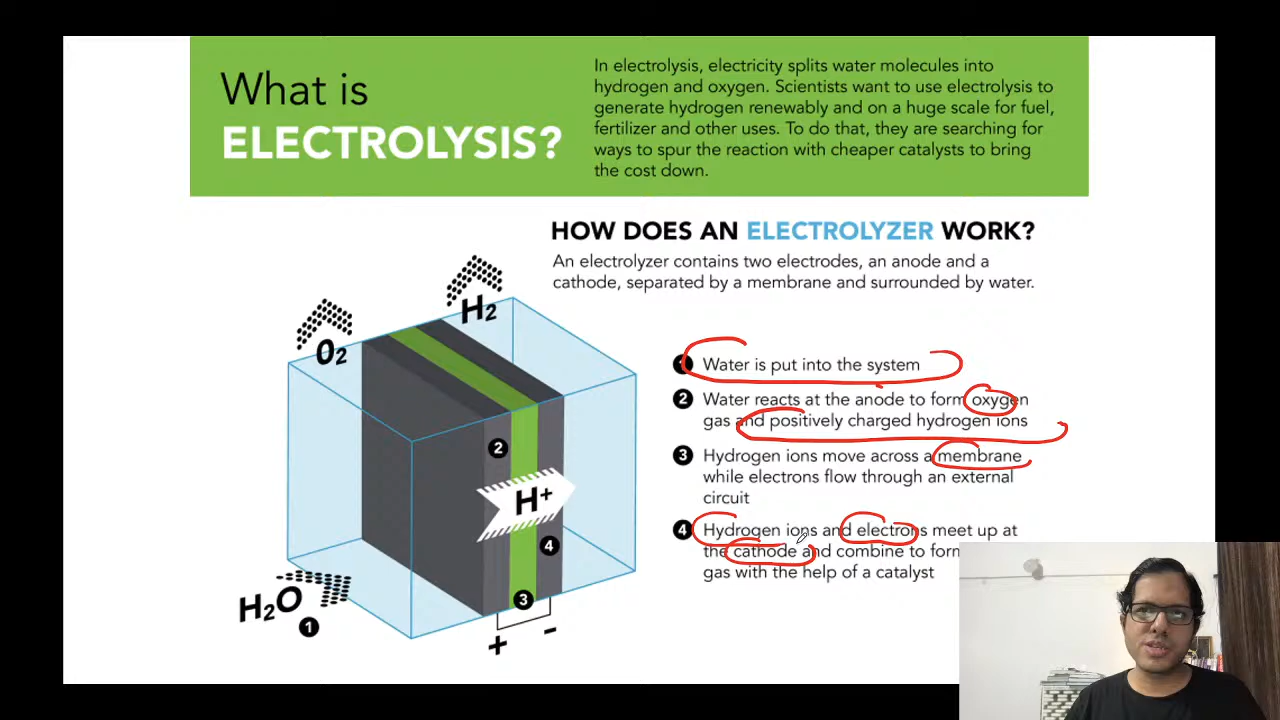 What is
ELECTROLYSIS?
In electrolysis, electricity splits water molecules into
hydrogen and oxygen. Scientists want to use electrolysis to
generate hydrogen renewably and on a huge scale for fuel,
fertilizer and other uses. To do that, they are searching for
ways to spur the reaction with cheaper catalysts to bring
the cost down.
HOW DOES AN ELECTROLYZER WORK?
An electrolyzer contains two electrodes, an anode and a
cathode, separated by a membrane and surrounded by water.
1 Water is put into the system
2 Water reacts at the anode to form oxygen
gas and positively charged hydrogen ions
3 Hydrogen ions move across a membrane
while electrons flow through an external
circuit
4 Hydrogen ions and electrons meet up at
the cathode and combine to form
gas with the help of a catalyst
H2
O2
2
H+
4
3
H2O
1
+ -